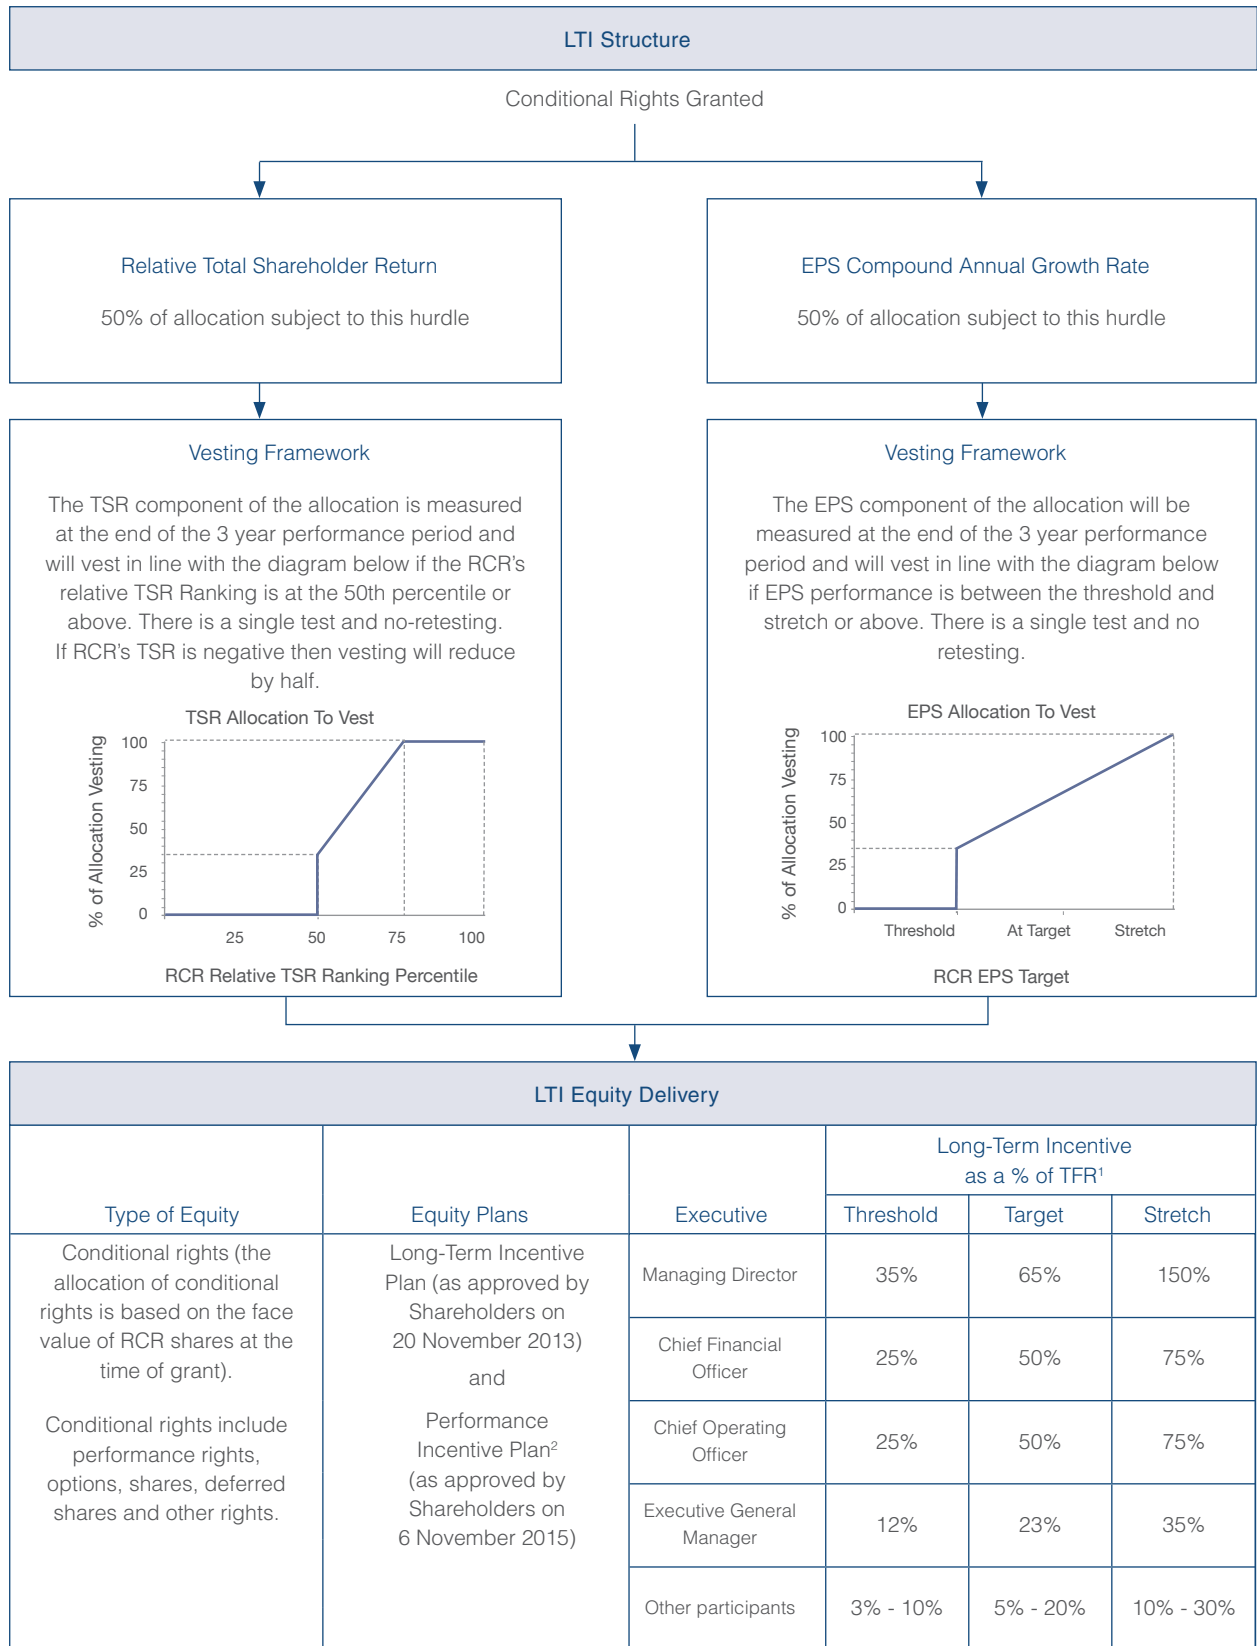 LTI Structure
Conditional Rights Granted
Relative Total Shareholder Return
50% of allocation subject to this hurdle
EPS Compound Annual Growth Rate
50% of allocation subject to this hurdle
Vesting Framework
The TSR component of the allocation is measured
at the end of the 3 year performance period and
will vest in line with the diagram below if the RCR's
relative TSR Ranking is at the 50th percentile or
above. There is a single test and no-retesting.
If RCR's TSR is negative then vesting will reduce
by half.
TSR Allocation To Vest
% of Allocation Vesting
100
75
50
25
0
25 50 75 100
RCR Relative TSR Ranking Percentile
Vesting Framework
The EPS component of the allocation will be
measured at the end of the 3 year performance
period and will vest in line with the diagram below
if EPS performance is between the threshold and
stretch or above. There is a single test and no
retesting.
EPS Allocation To Vest
% of Allocation Vesting
100
75
50
25
0
Threshold At Target Stretch
RCR EPS Target
LTI Equity Delivery
Long-Term Incentive
as a % of TFR¹
Type of Equity Equity Plans Executive Threshold Target Stretch
Conditional rights (the
allocation of conditional
rights is based on the face
value of RCR shares at the
time of grant).
Conditional rights include
performance rights,
options, shares, deferred
shares and other rights.
Long-Term Incentive
Plan (as approved by
Shareholders on
20 November 2013)
and
Performance
Incentive Plan²
(as approved by
Shareholders on
6 November 2015)
Managing Director 35% 65% 150%
Chief Financial
Officer 25% 50% 75%
Chief Operating
Officer 25% 50% 75%
Executive General
Manager 12% 23% 35%
Other participants 3% - 10% 5% - 20% 10% - 30%